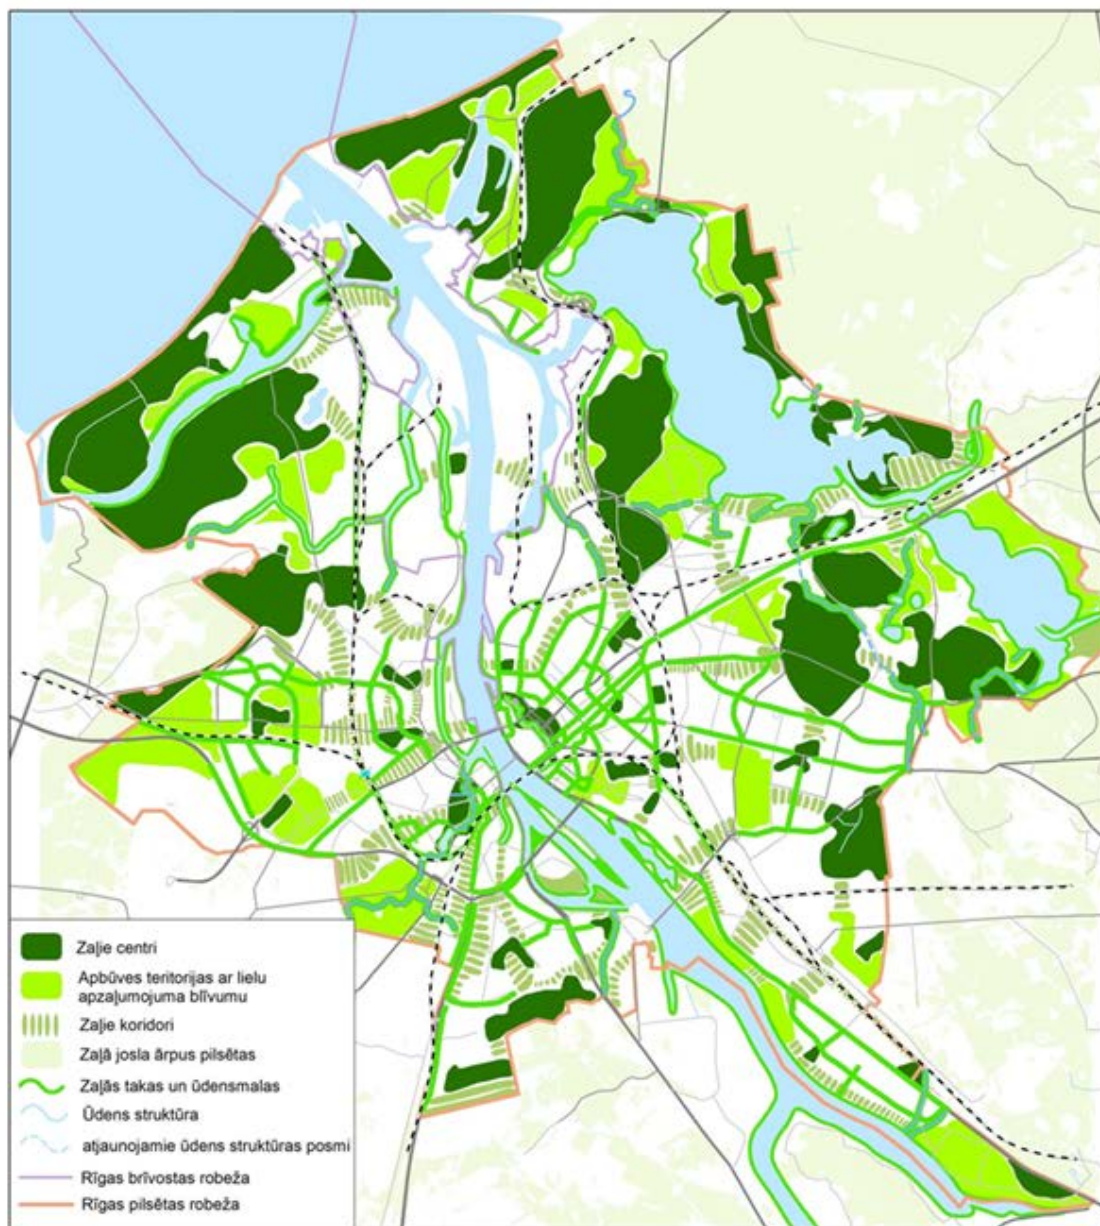 Zaļie centri
Apbūves teritorijas ar lielu
apzaļumojuma blīvumu
Zaļie koridori
Zaļā josla ārpus pilsētas
Zaļās takas un ūdensmalas
Ūdens struktūra
atjaunojamie ūdens struktūras posmi
Rīgas brīvostas robeža
Rīgas pilsētas robeža